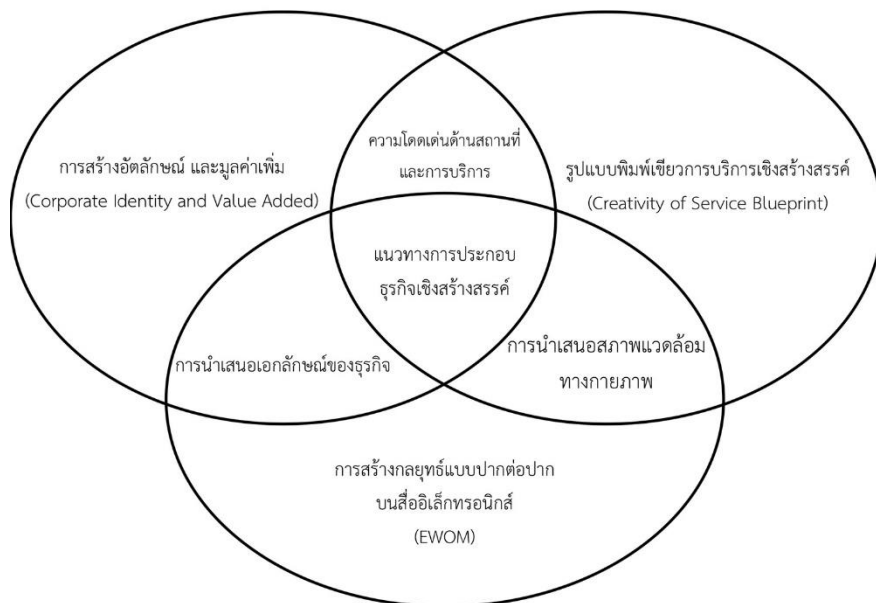 ความโดดเด่นด้านสถานที่
และการบริการ
การสร้างอัตลักษณ์ และมูลค่าเพิ่ม
(Corporate Identity and Value Added)
รูปแบบพิมพ์เขียวการบริการเชิงสร้างสรรค์
(Creativity of Service Blueprint)
แนวทางการประกอบ
ธุรกิจเชิงสร้างสรรค์
การนำเสนอเอกลักษณ์ของธุรกิจ
การนำเสนอสภาพแวดล้อม
ทางกายภาพ
การสร้างกลยุทธ์แบบปากต่อปาก
บนสื่ออิเล็กทรอนิกส์
(EWOM)